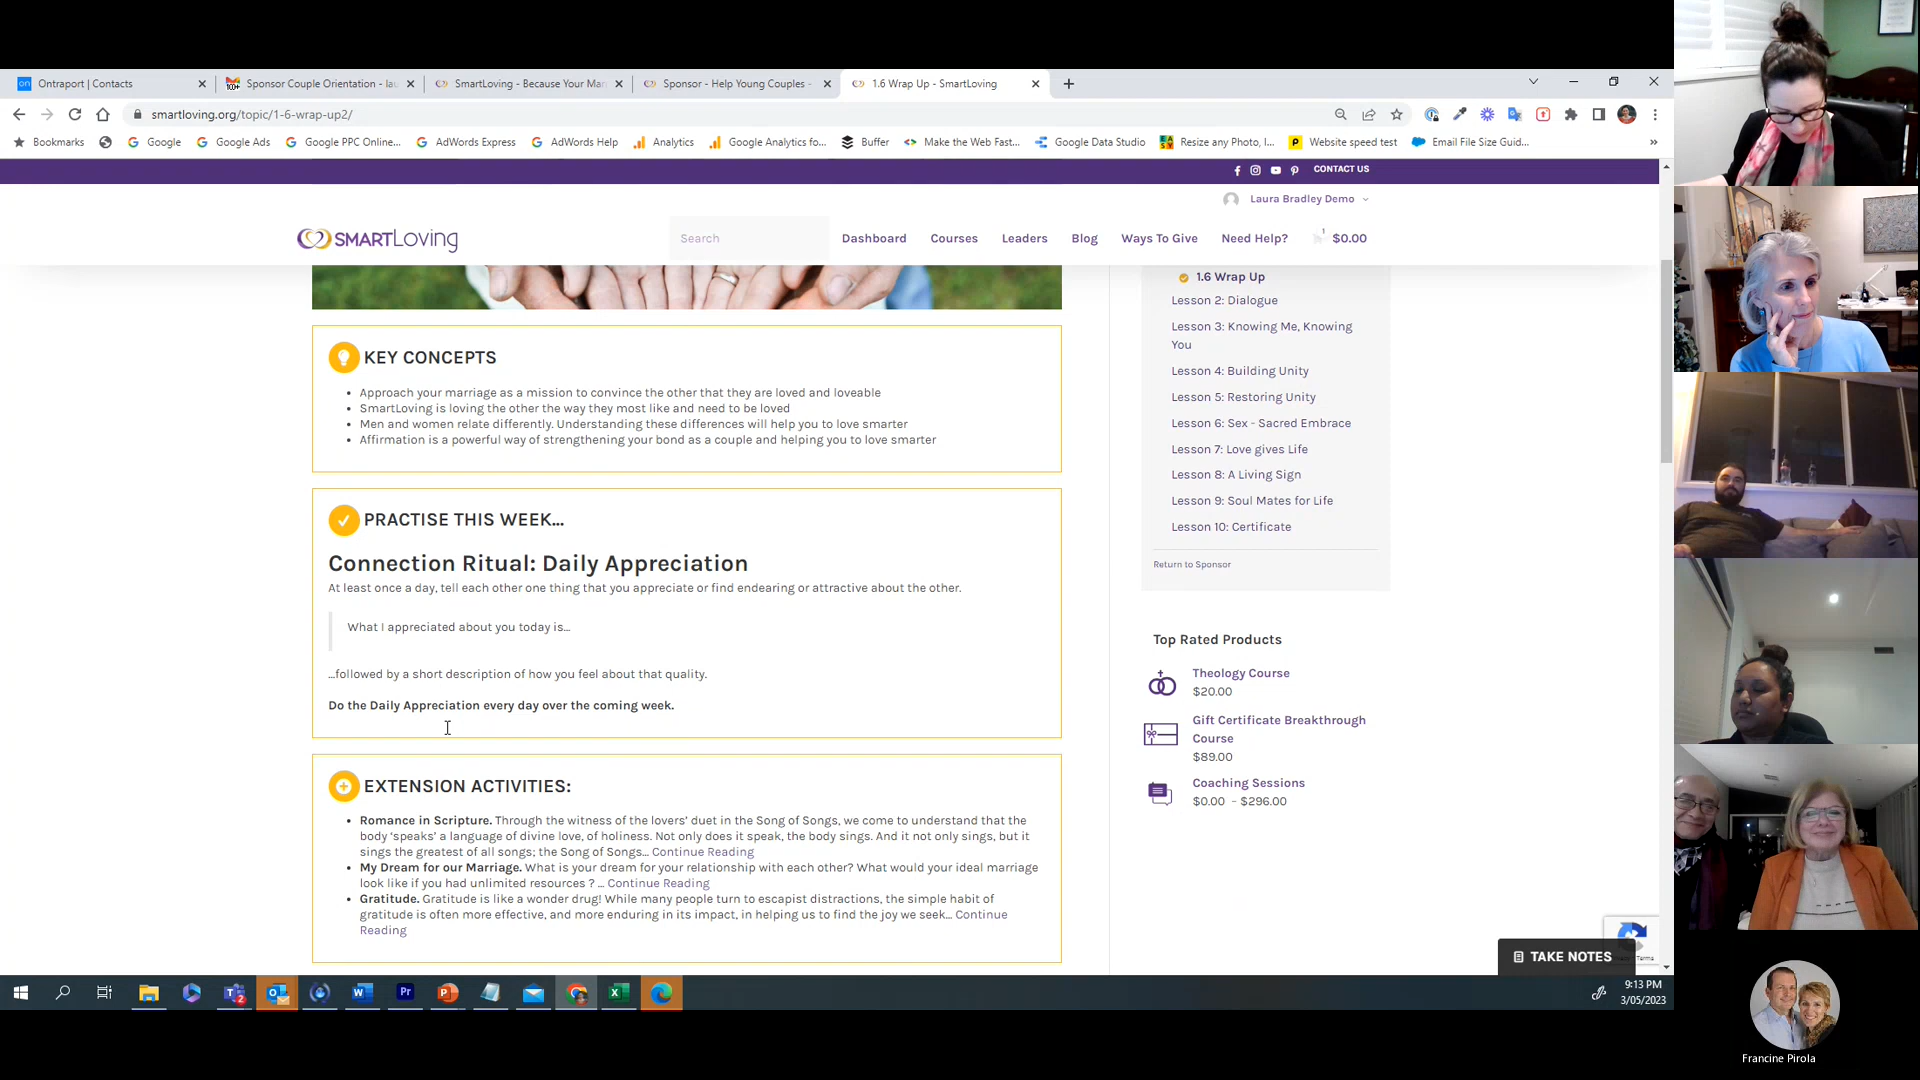 Ontraport | Contacts
Sponsor Couple Orientation - lau
SmartLoving - Because Your Mar
Sponsor - Help Young Couples -
1.6 Wrap Up - SmartLoving
smartloving.org/topic/1-6-wrap-up2/
Bookmarks
Google
Google Ads
Google PPC Online...
AdWords Express
AdWords Help
Analytics
Google Analytics fo...
Buffer
Make the Web Fast...
Google Data Studio
Resize any Photo, I...
Website speed test
Email File Size Guid...
CONTACT US
Laura Bradley Demo
SMARTLoving
Search
Dashboard
Courses
Leaders
Blog
Ways To Give
Need Help?
1
$0.00
KEY CONCEPTS
• Approach your marriage as a mission to convince the other that they are loved and loveable
• SmartLoving is loving the other the way they most like and need to be loved
• Men and women relate differently. Understanding these differences will help you to love smarter
• Affirmation is a powerful way of strengthening your bond as a couple and helping you to love smarter
PRACTISE THIS WEEK...
Connection Ritual: Daily Appreciation
At least once a day, tell each other one thing that you appreciate or find endearing or attractive about the other.
What I appreciated about you today is...
...followed by a short description of how you feel about that quality.
Do the Daily Appreciation every day over the coming week.
EXTENSION ACTIVITIES:
• Romance in Scripture. Through the witness of the lovers' duet in the Song of Songs, we come to understand that the
body 'speaks' a language of divine love, of holiness. Not only does it speak, the body sings. And it not only sings, but it
sings the greatest of all songs; the Song of Songs... Continue Reading
• My Dream for our Marriage. What is your dream for your relationship with each other? What would your ideal marriage
look like if you had unlimited resources ? ... Continue Reading
• Gratitude. Gratitude is like a wonder drug! While many people turn to escapist distractions, the simple habit of
gratitude is often more effective, and more enduring in its impact, in helping us to find the joy we seek... Continue
Reading
1.6 Wrap Up
Lesson 2: Dialogue
Lesson 3: Knowing Me, Knowing
You
Lesson 4: Building Unity
Lesson 5: Restoring Unity
Lesson 6: Sex - Sacred Embrace
Lesson 7: Love gives Life
Lesson 8: A Living Sign
Lesson 9: Soul Mates for Life
Lesson 10: Certificate
Return to Sponsor
Top Rated Products
Theology Course
$20.00
Gift Certificate Breakthrough
Course
$89.00
Coaching Sessions
$0.00 - $296.00
Terms
TAKE NOTES
9:13 PM
3/05/2023
Francine Pirola